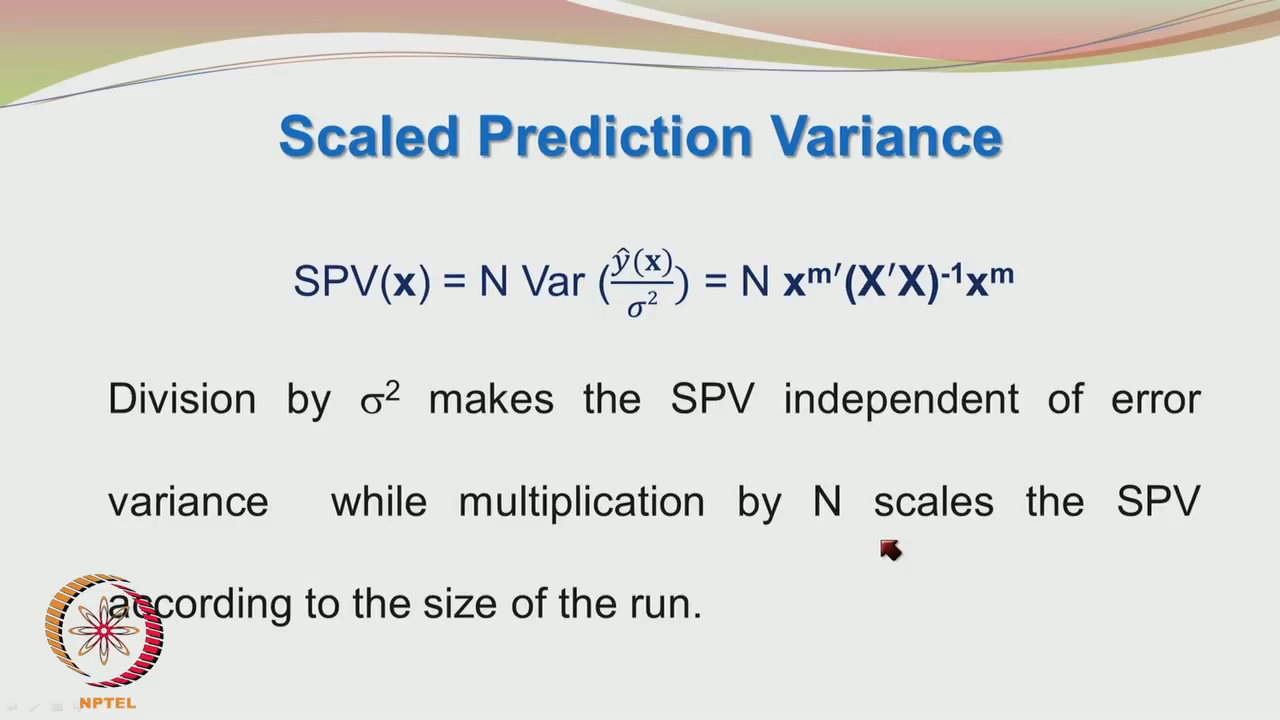 Scaled Prediction Variance
SPV(x) = N Var (ŷ(x)/σ²) = N xᵐ′(X′X)⁻¹xᵐ
Division by σ² makes the SPV independent of error
variance while multiplication by N scales the SPV
according to the size of the run.
NPTEL